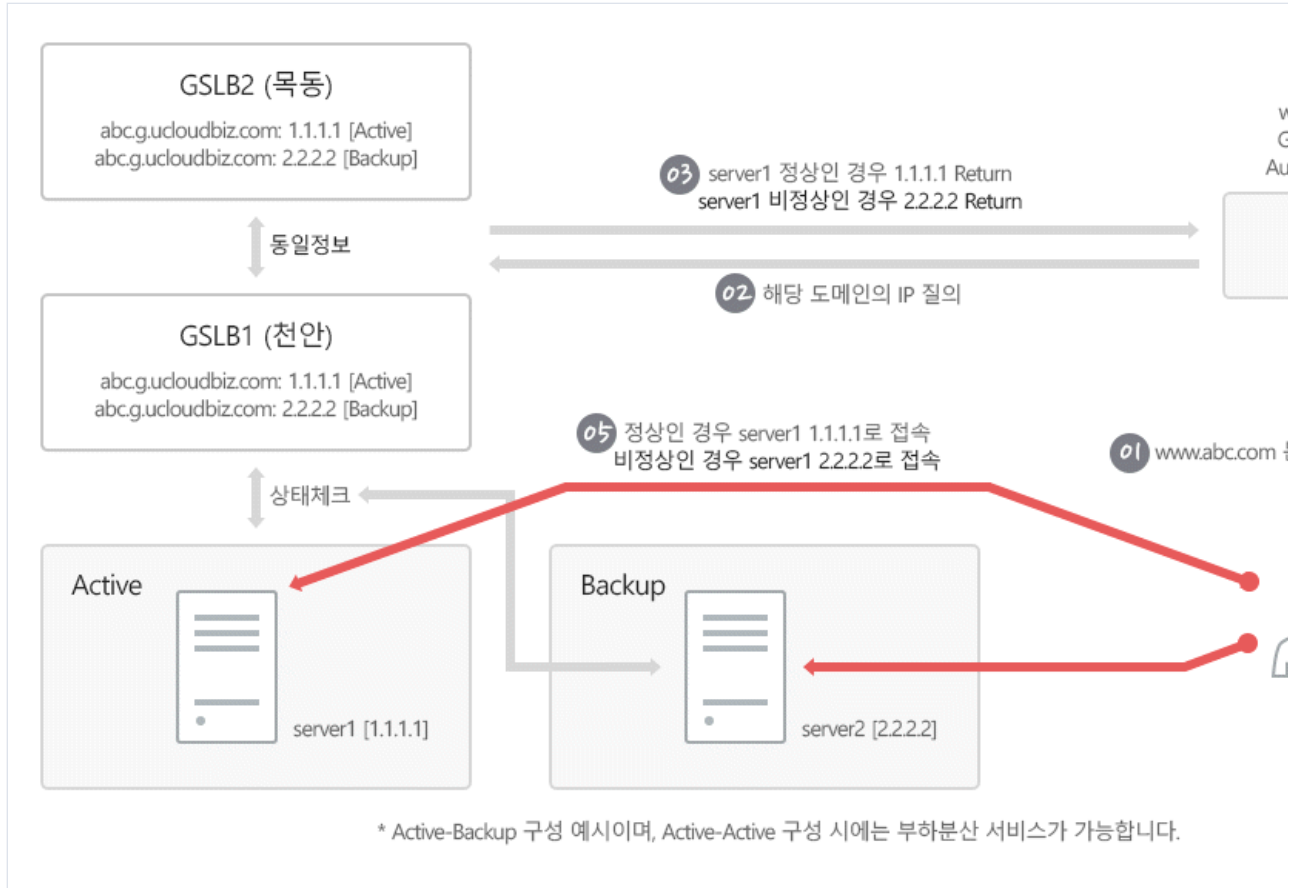 GSLB2 (목동)
abc.g.ucloudbiz.com: 1.1.1.1 [Active]
abc.g.ucloudbiz.com: 2.2.2.2 [Backup]
동일정보
GSLB1 (천안)
abc.g.ucloudbiz.com: 1.1.1.1 [Active]
abc.g.ucloudbiz.com: 2.2.2.2 [Backup]
상태체크
03 server1 정상인 경우 1.1.1.1 Return
server1 비정상인 경우 2.2.2.2 Return
02 해당 도메인의 IP 질의
05 정상인 경우 server1 1.1.1.1로 접속
비정상인 경우 server1 2.2.2.2로 접속
01 www.abc.com
Active
server1 [1.1.1.1]
Backup
server2 [2.2.2.2]
* Active-Backup 구성 예시이며, Active-Active 구성 시에는 부하분산 서비스가 가능합니다.